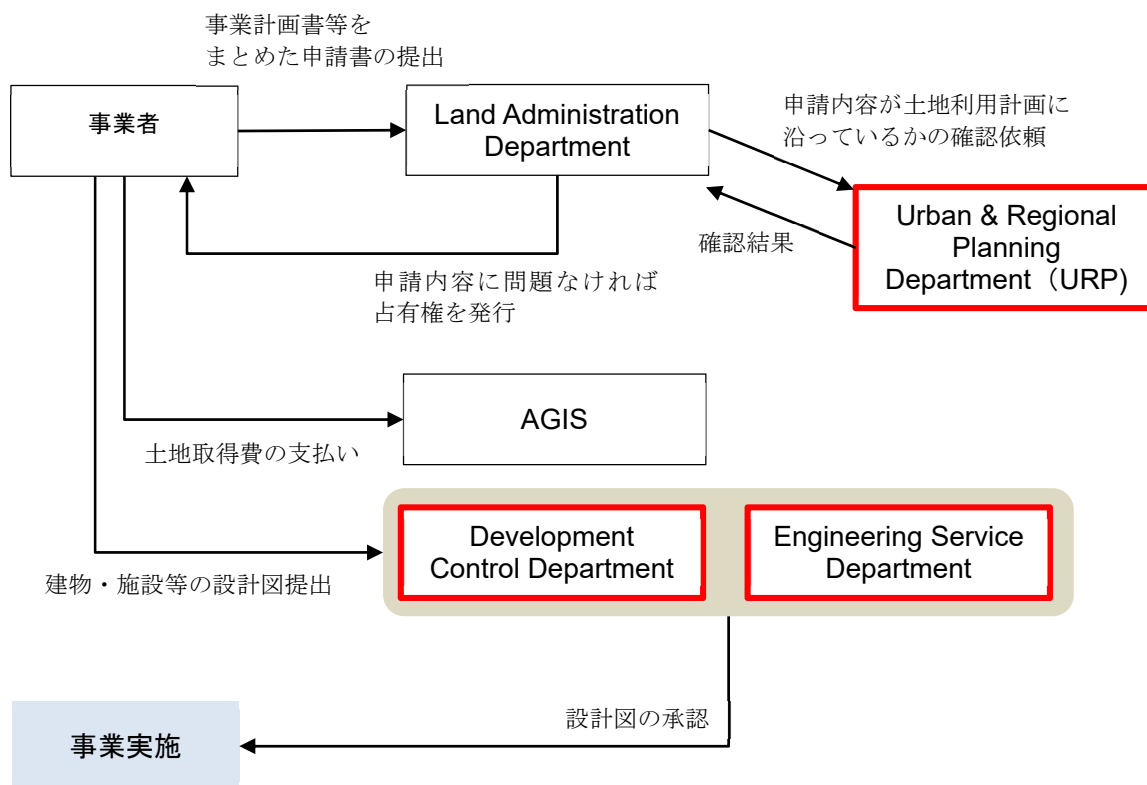 事業計画書等を
まとめた申請書の提出
事業者
Land Administration
Department
申請内容が土地利用計画に
沿っているかの確認依頼
Urban & Regional
Planning
Department（URP)
確認結果
申請内容に問題なければ
占有権を発行
AGIS
土地取得費の支払い
Development
Control Department
Engineering Service
Department
建物・施設等の設計図提出
設計図の承認
事業実施